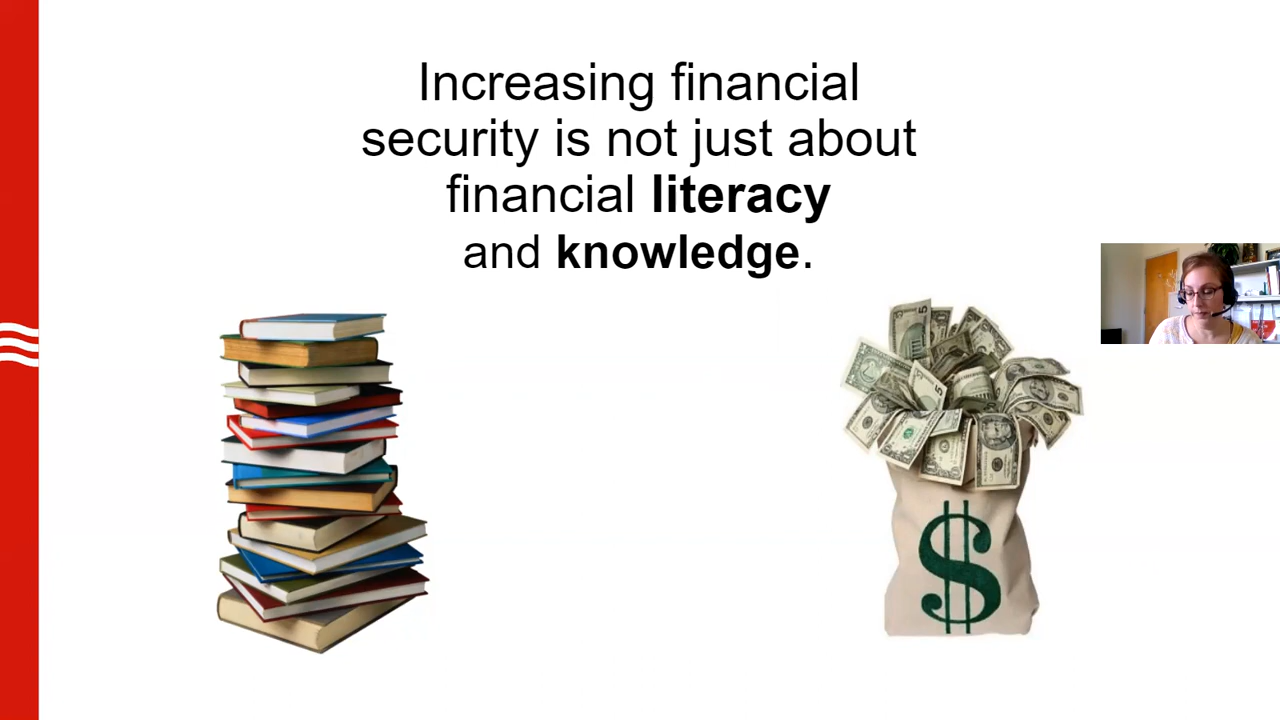 Increasing financial
security is not just about
financial literacy
and knowledge.
$